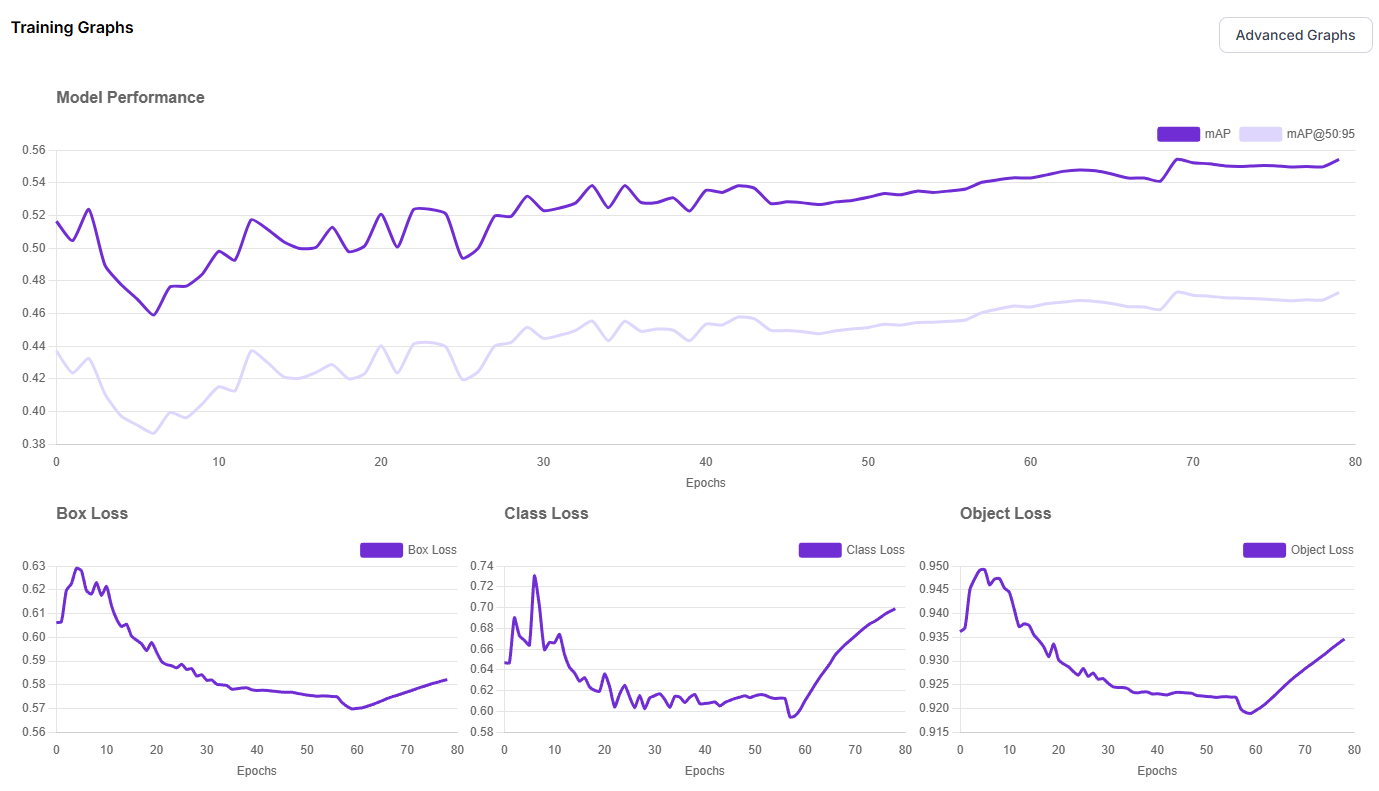 Training Graphs
Advanced Graphs
Model Performance
mAP mAP@50:95
0.56
0.54
0.52
0.50
0.48
0.46
0.44
0.42
0.40
0.38
0 10 20 30 40 50 60 70 80
Epochs
Box Loss
Box Loss
0.63
0.62
0.61
0.60
0.59
0.58
0.57
0.56
0 10 20 30 40 50 60 70 80
Epochs
Class Loss
Class Loss
0.74
0.72
0.70
0.68
0.66
0.64
0.62
0.60
0.58
0 10 20 30 40 50 60 70 80
Epochs
Object Loss
Object Loss
0.950
0.945
0.940
0.935
0.930
0.925
0.920
0.915
0 10 20 30 40 50 60 70 80
Epochs